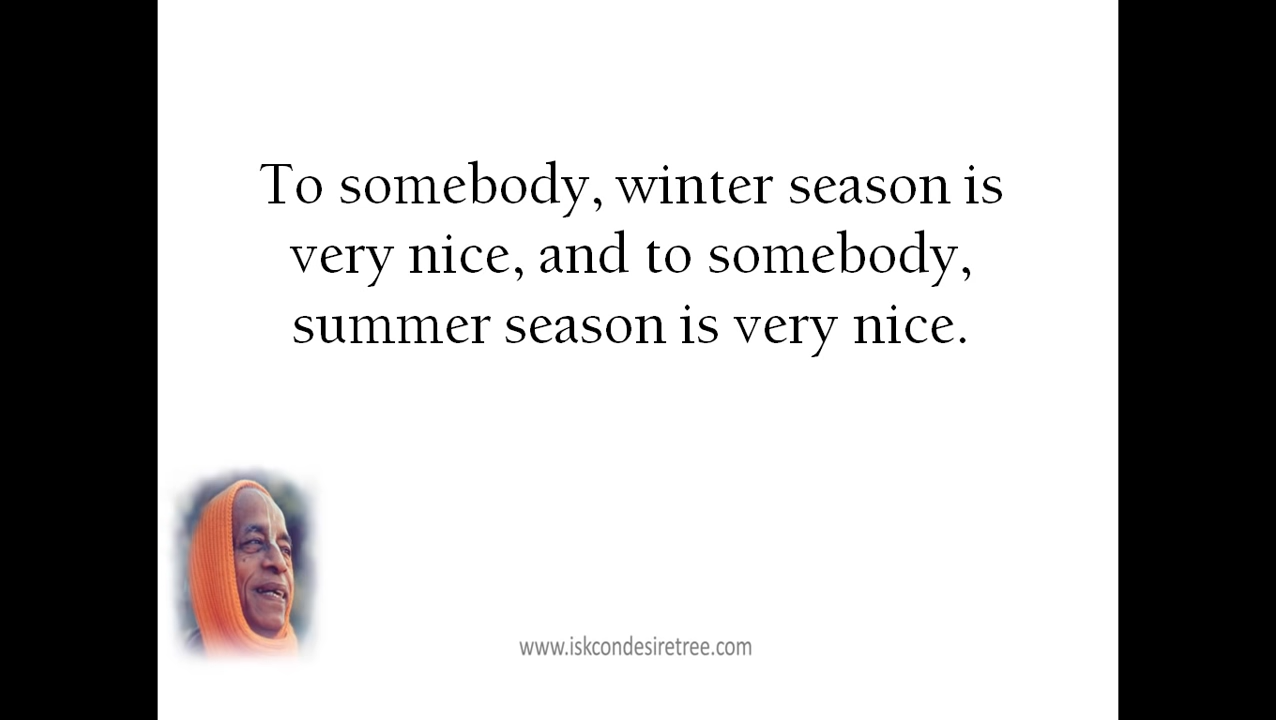 To somebody, winter season is
very nice, and to somebody,
summer season is very nice.
www.iskcondesiretree.com